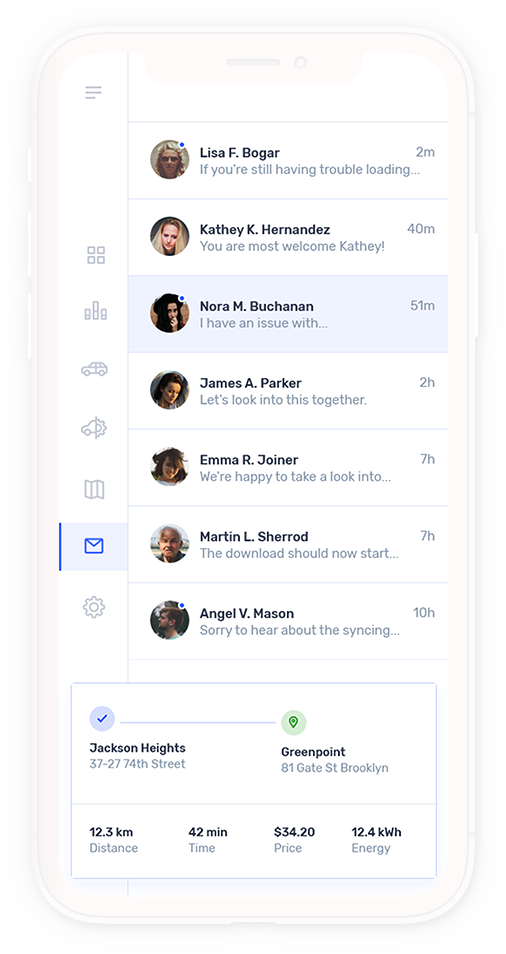 Lisa F. Bogar 2m
If you're still having trouble loading...
Kathey K. Hernandez 40m
You are most welcome Kathey!
Nora M. Buchanan 51m
I have an issue with...
James A. Parker 2h
Let's look into this together.
Emma R. Joiner 7h
We're happy to take a look into...
Martin L. Sherrod 7h
The download should now start...
Angel V. Mason 10h
Sorry to hear about the syncing...
Jackson Heights
37-27 74th Street
Greenpoint
81 Gate St Brooklyn
12.3 km 42 min $34.20 12.4 kWh
Distance Time Price Energy